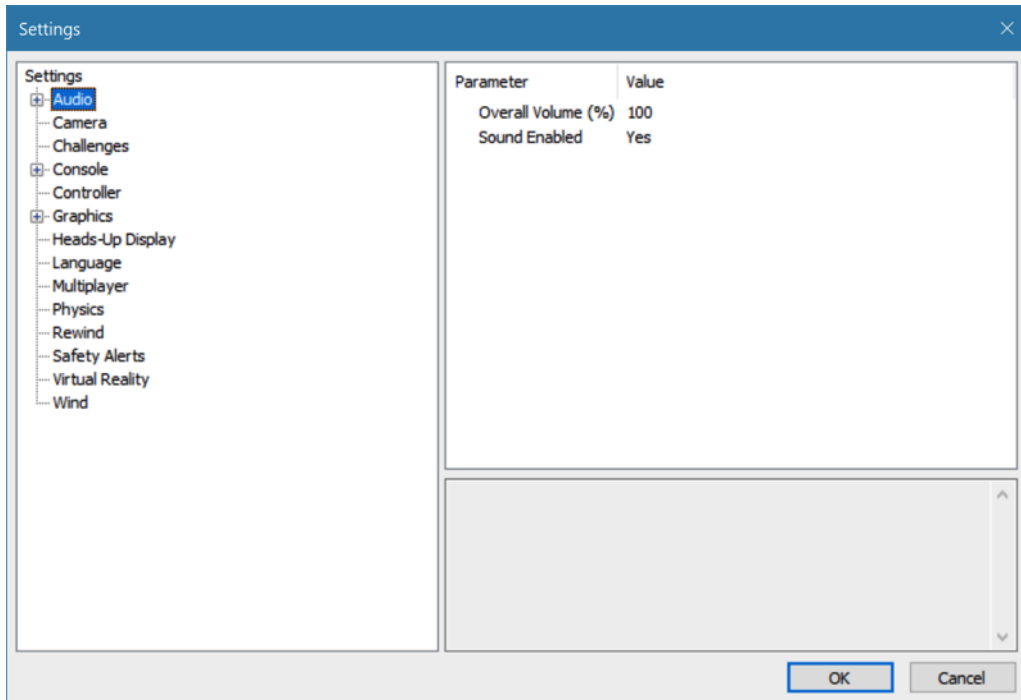 Settings
Settings
Audio
Camera
Challenges
Console
Controller
Graphics
Heads-Up Display
Language
Multiplayer
Physics
Rewind
Safety Alerts
Virtual Reality
Wind
Parameter Value
Overall Volume (%) 100
Sound Enabled Yes
OK Cancel